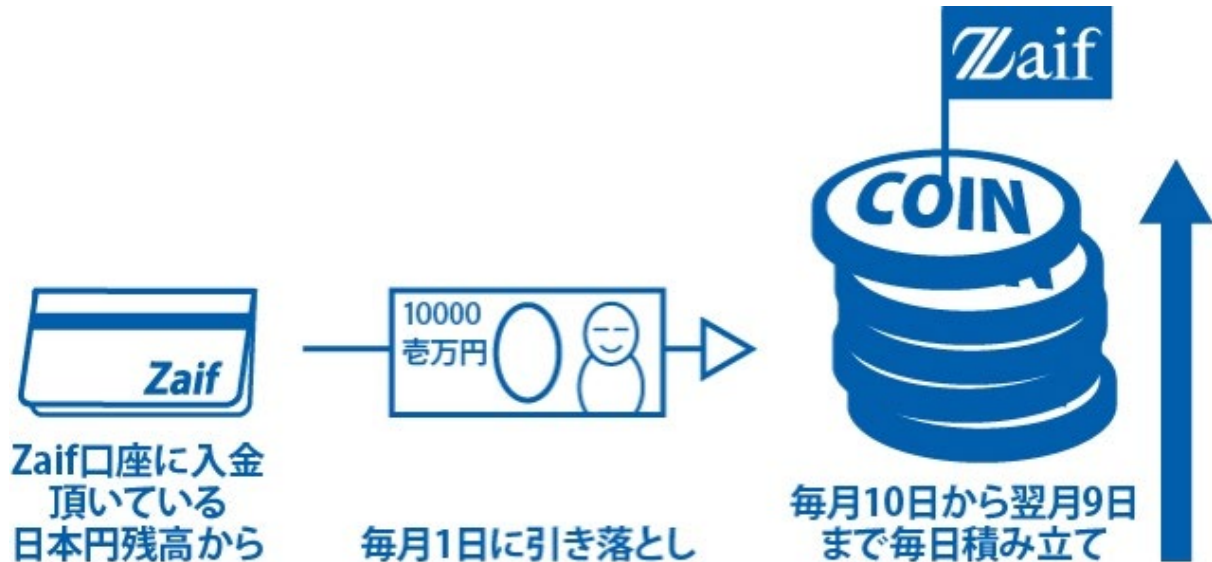 Zaif
COIN
10000
壱万円
Zaif
Zaif口座に入金
頂いている
日本円残高から
毎月1日に引き落とし
毎月10日から翌月9日
まで毎日積み立て